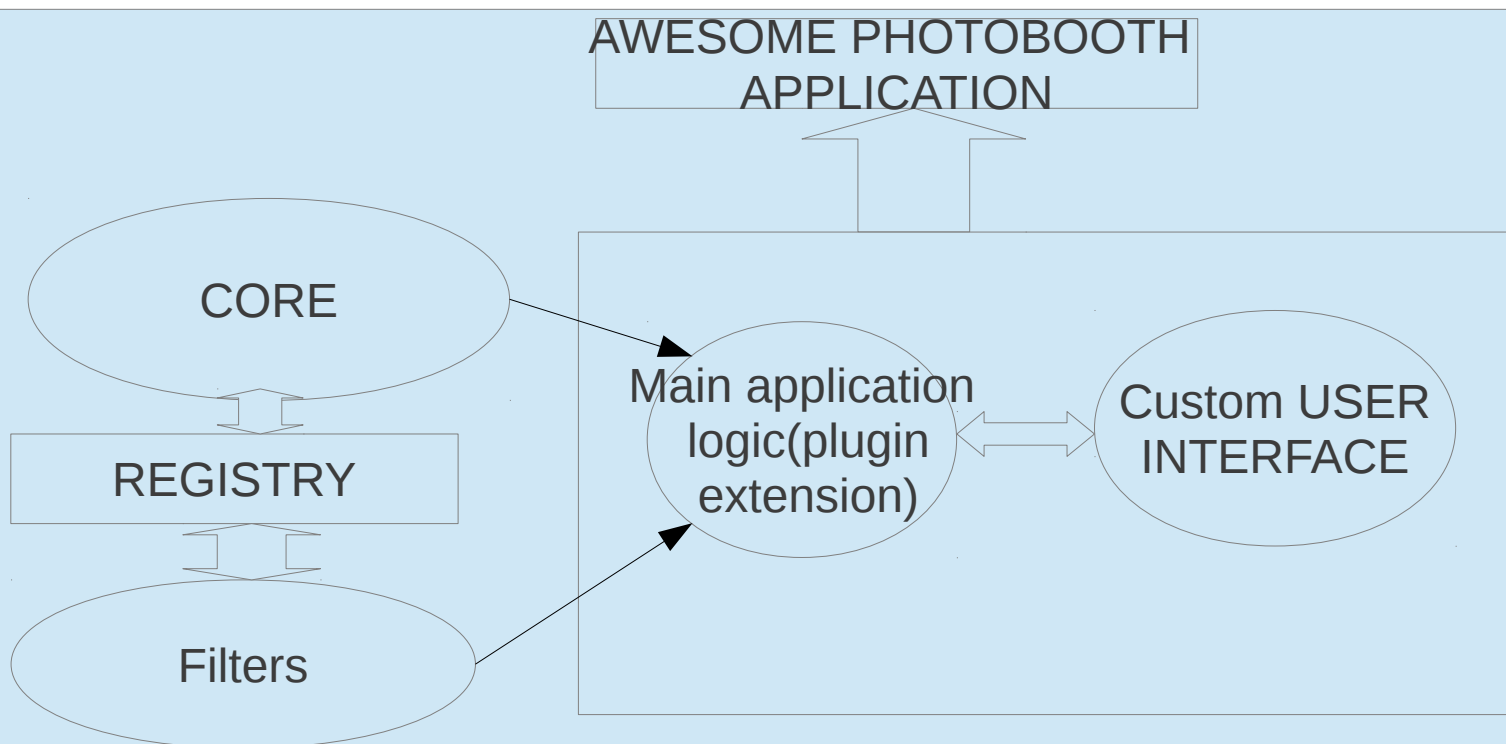 AWESOME PHOTOBOOTH
APPLICATION
CORE
REGISTRY
Filters
Main application
logic(plugin
extension)
Custom USER
INTERFACE